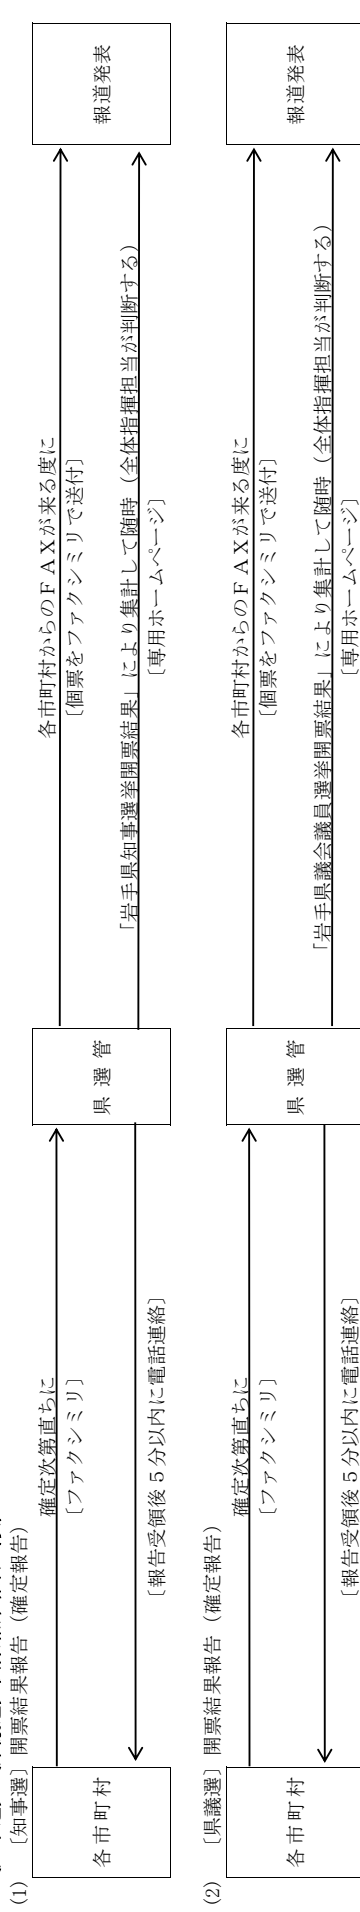 (1) ［知事選］開票結果報告（確定報告）
各市町村
確定次第直ちに
［ファクシミリ］
［報告受領後５分以内に電話連絡］
県 選 管
各市町村からのＦＡＸが来る度に
［個票をファクシミリで送付］
「岩手県知事選挙開票結果」により集計して随時（全体指揮担当が判断する）
［専用ホームページ］
報道発表
(2) ［県議選］開票結果報告（確定報告）
各市町村
確定次第直ちに
［ファクシミリ］
［報告受領後５分以内に電話連絡］
県 選 管
各市町村からのＦＡＸが来る度に
［個票をファクシミリで送付］
「岩手県議会議員選挙開票結果」により集計して随時（全体指揮担当が判断する）
［専用ホームページ］
報道発表